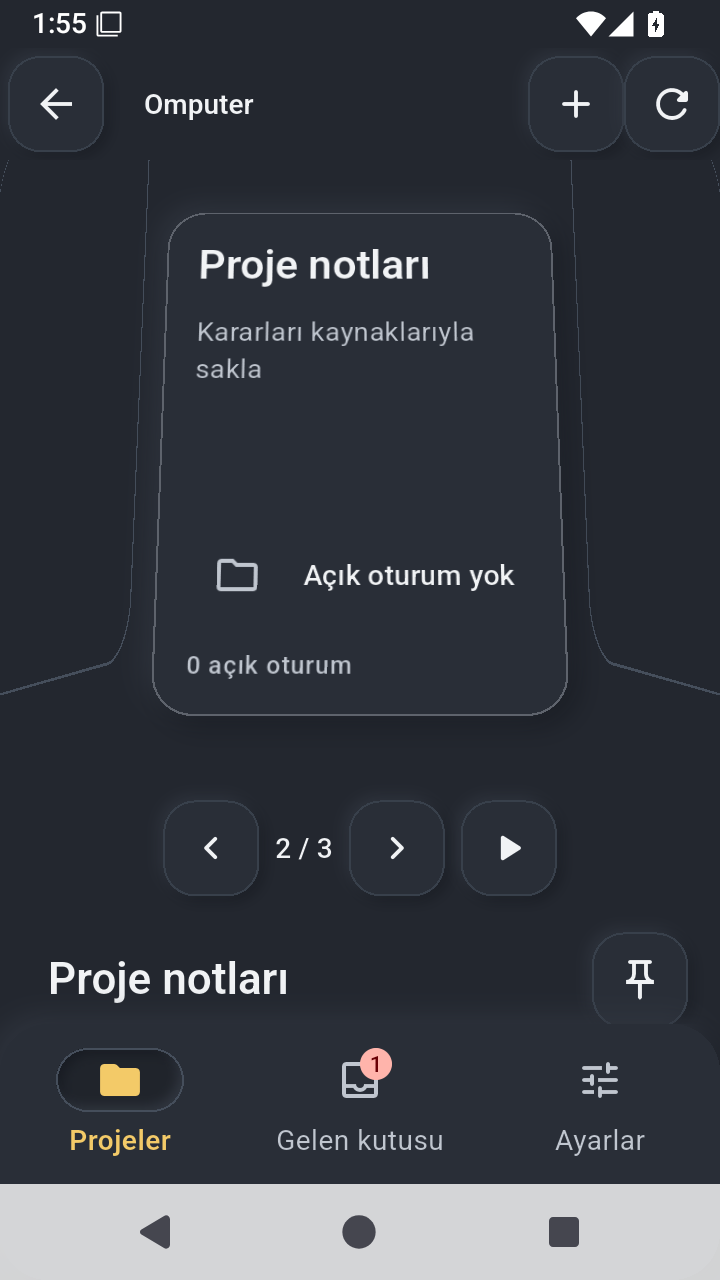 1:55
Omputer
Proje notları
Kararları kaynaklarıyla
sakla
Açık oturum yok
0 açık oturum
2 / 3
Proje notları
1
Projeler
Gelen kutusu
Ayarlar